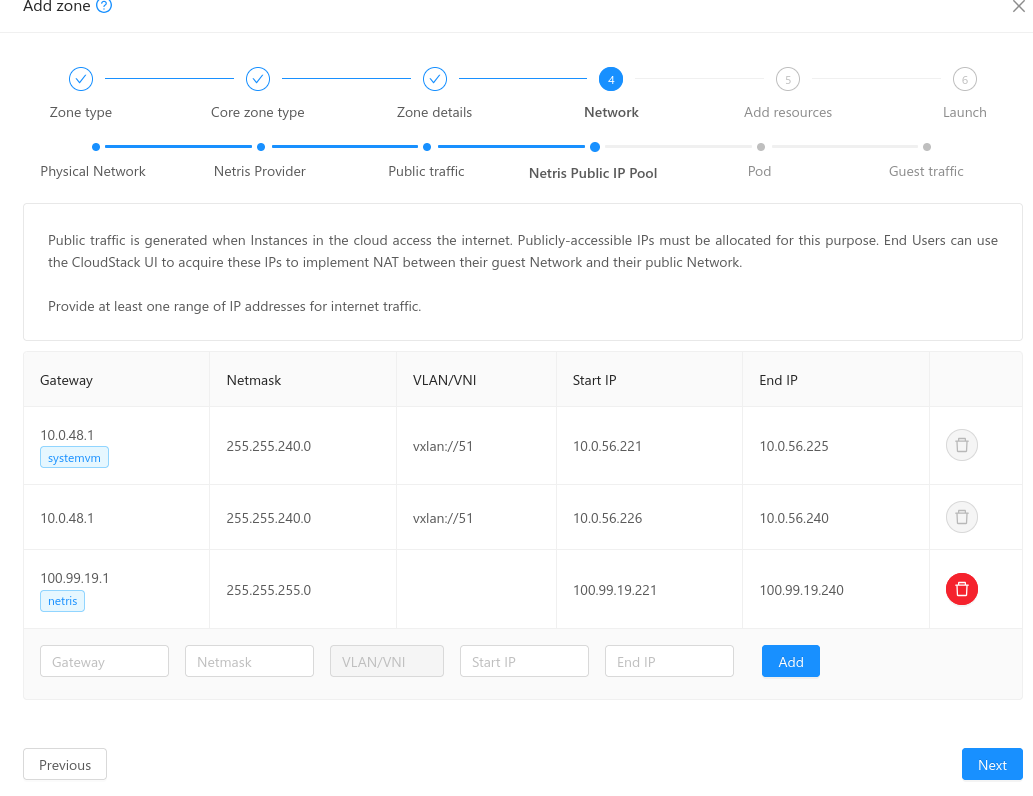 Add zone ?
4 5 6
Zone type Core zone type Zone details Network Add resources Launch
Physical Network Netris Provider Public traffic Netris Public IP Pool Pod Guest traffic
Public traffic is generated when Instances in the cloud access the internet. Publicly-accessible IPs must be allocated for this purpose. End Users can use
the CloudStack UI to acquire these IPs to implement NAT between their guest Network and their public Network.
Provide at least one range of IP addresses for internet traffic.
Gateway Netmask VLAN/VNI Start IP End IP
10.0.48.1
systemvm
255.255.240.0 vxlan://51 10.0.56.221 10.0.56.225
10.0.48.1 255.255.240.0 vxlan://51 10.0.56.226 10.0.56.240
100.99.19.1
netris
255.255.255.0 100.99.19.221 100.99.19.240
Gateway Netmask VLAN/VNI Start IP End IP Add
Previous Next